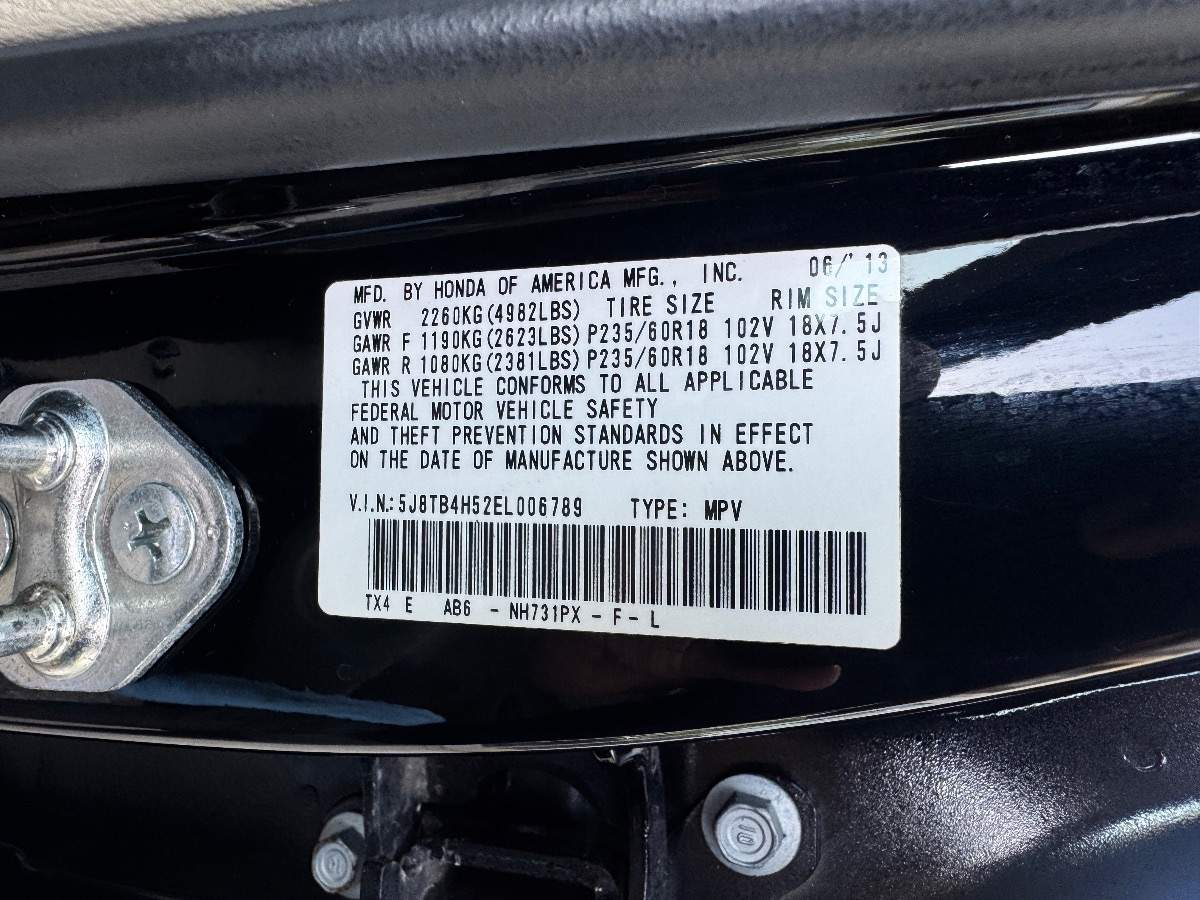 MFD. BY HONDA OF AMERICA MFG., INC. 06/'13
GVWR 2260KG(4982LBS) TIRE SIZE RIM SIZE
GAWR F 1190KG(2623LBS) P235/60R18 102V 18X7.5J
GAWR R 1080KG(2381LBS) P235/60R18 102V 18X7.5J
THIS VEHICLE CONFORMS TO ALL APPLICABLE
FEDERAL MOTOR VEHICLE SAFETY
AND THEFT PREVENTION STANDARDS IN EFFECT
ON THE DATE OF MANUFACTURE SHOWN ABOVE.
V.I.N.: 5J8TB4H52EL006789 TYPE: MPV
TX4 E AB6 - NH731PX - F - L
10